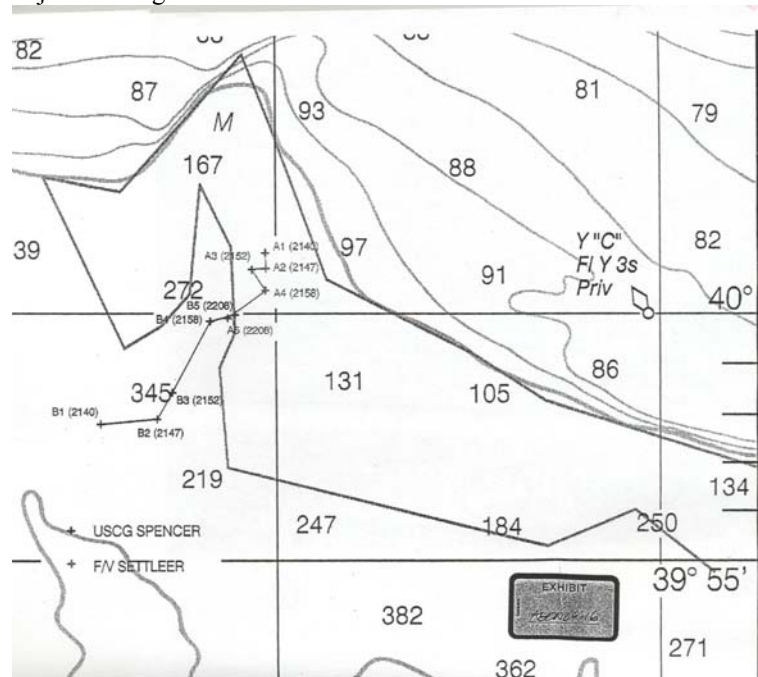 82
81
79
87
M
93
88
167
A1 (2140)
A3 (2152)
A2 (2147)
97
Y "C"
Fl Y 3s
Priv
82
39
91
272
A4 (2158)
40°
B5 (2208)
B4 (2158)
A5 (2208)
86
131
105
345
B3 (2152)
B1 (2140)
B2 (2147)
219
134
USCG SPENCER
247
184
250
F/V SETTLEER
39° 55'
EXHIBIT
382
271
362